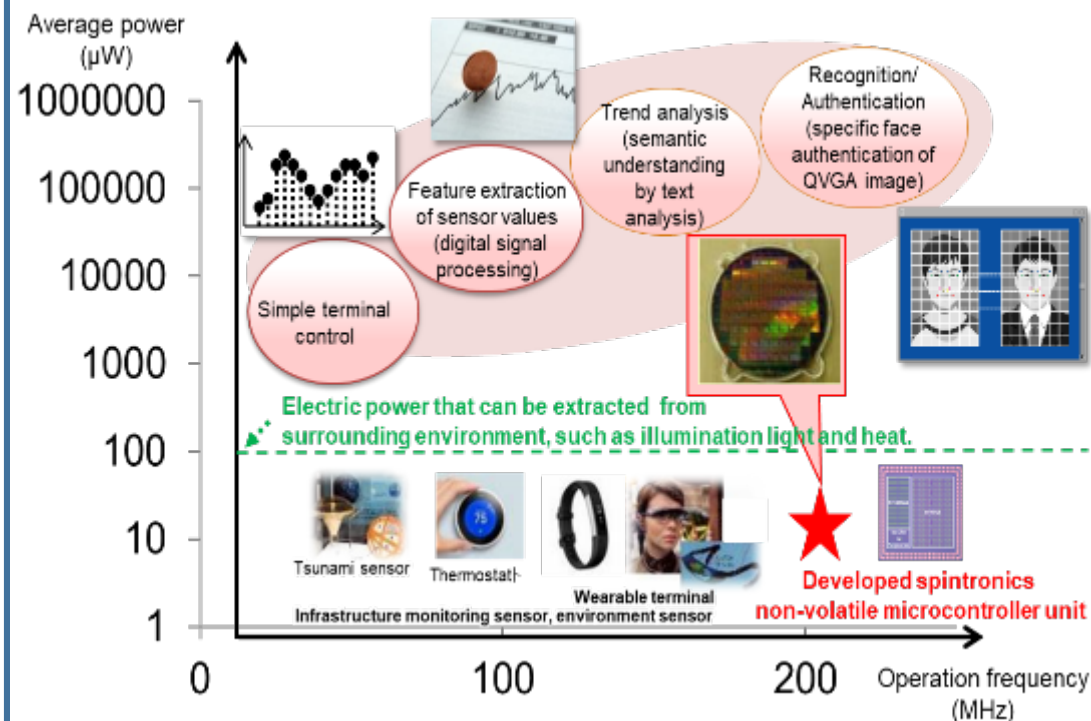 Average power
(µW)
1000000
100000
10000
1000
100
10
1
0
100
200
Operation frequency
(MHz)
Simple terminal
control
Feature extraction
of sensor values
(digital signal
processing)
Trend analysis
(semantic
understanding
by text
analysis)
Recognition/
Authentication
(specific face
authentication of
QVGA image)
Electric power that can be extracted from
surrounding environment, such as illumination light and heat.
75
Tsunami sensor
Thermostat
Wearable terminal
Infrastructure monitoring sensor, environment sensor
Developed spintronics
non-volatile microcontroller unit